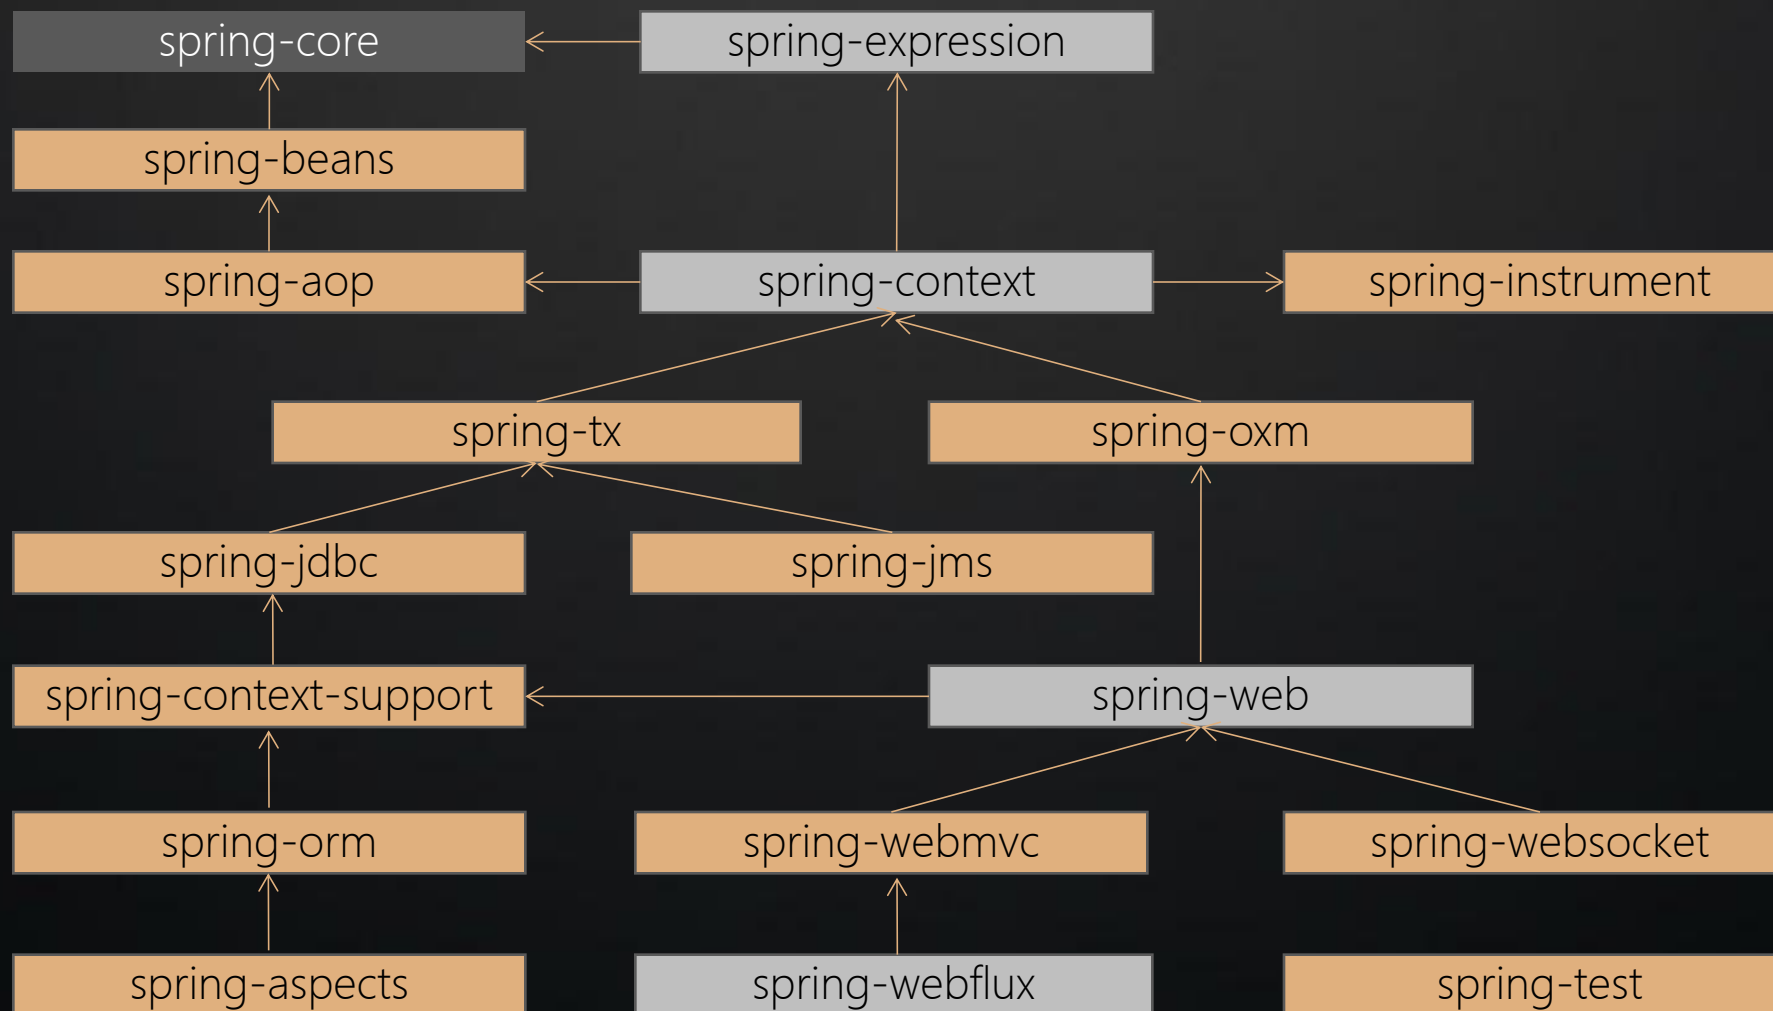 spring-core
spring-expression
spring-beans
spring-aop
spring-context
spring-instrument
spring-tx
spring-oxm
spring-jdbc
spring-jms
spring-context-support
spring-web
spring-orm
spring-webmvc
spring-websocket
spring-aspects
spring-webflux
spring-test